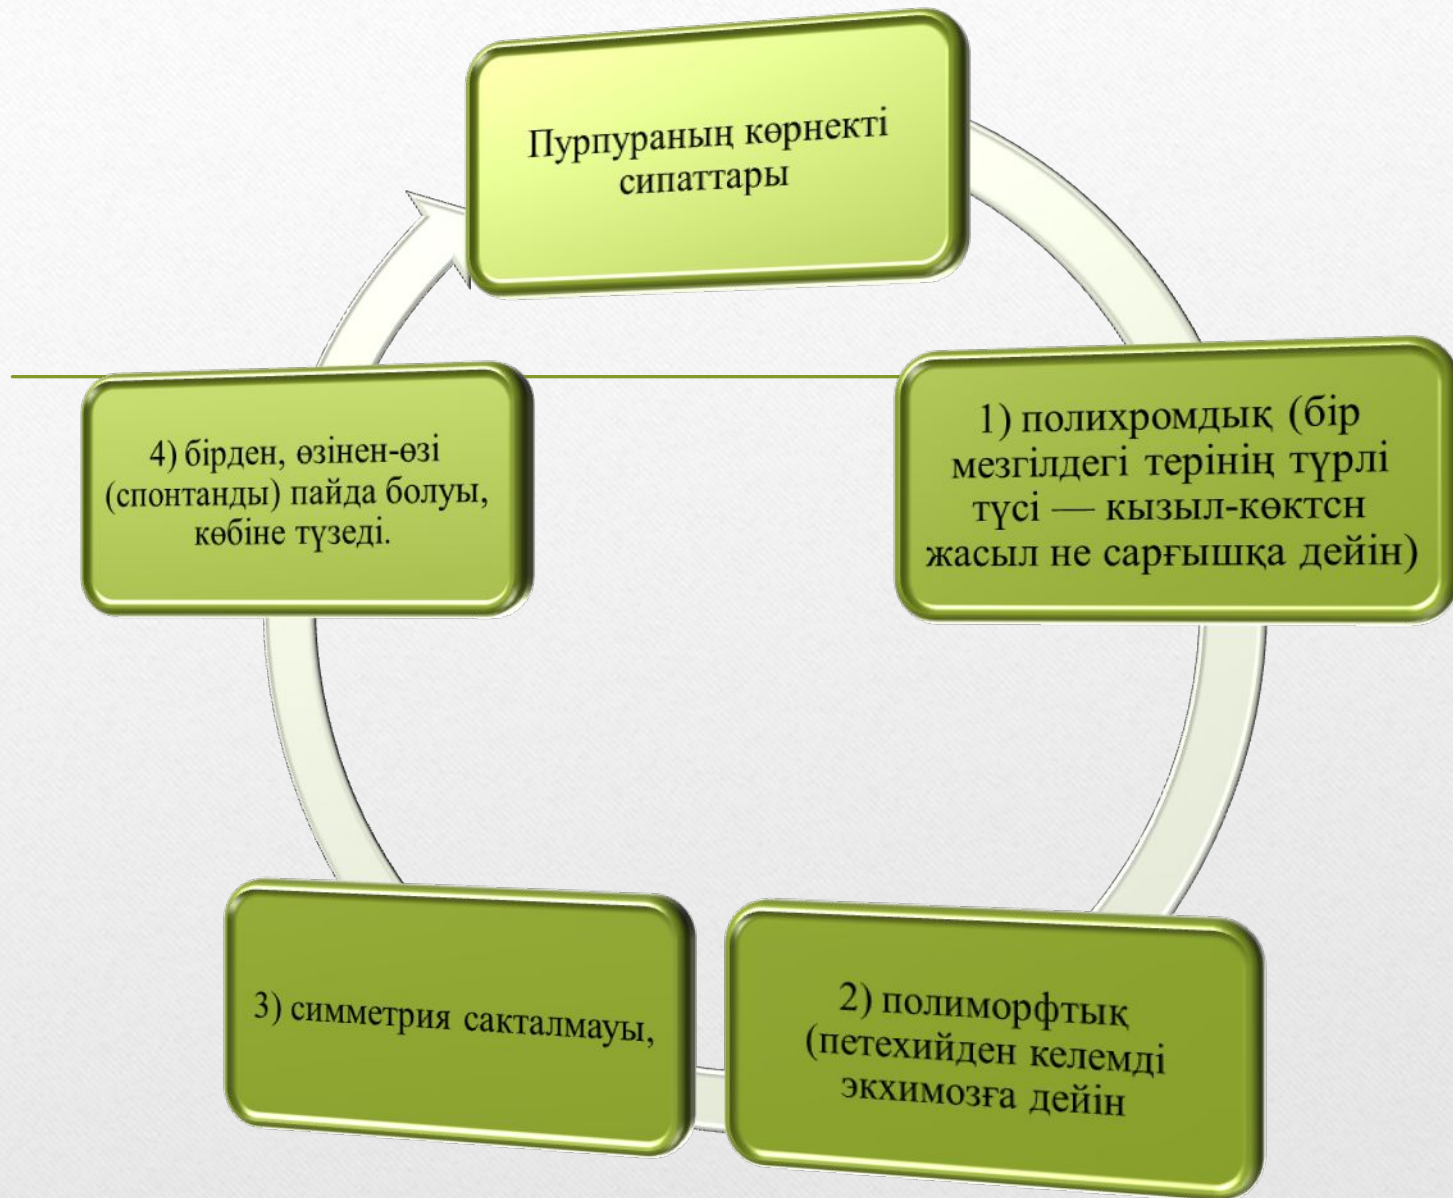 Пурпураның көрнекті
сипаттары
1) полихромдық (бір
мезгілдегі терінің түрлі
түсі — кызыл-көктсн
жасыл не сарғышқа дейін)
2) полиморфтық
(петехийден келемді
экхимозға дейін
3) симметрия сакталмауы,
4) бірден, өзінен-өзі
(спонтанды) пайда болуы,
көбіне түзеді.